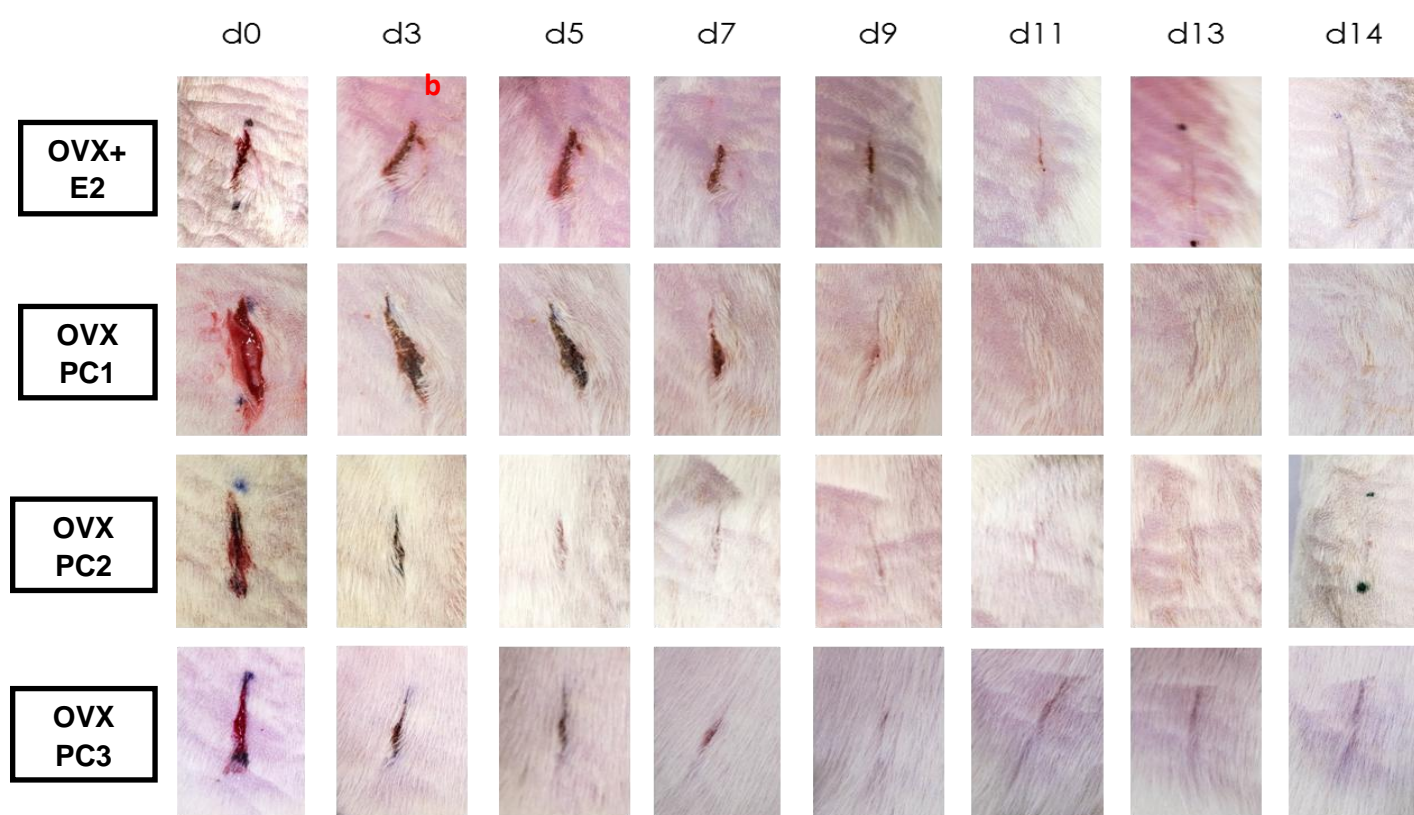 d0 d3 d5 d7 d9 d11 d13 d14
b
OVX+
E2
OVX
PC1
OVX
PC2
OVX
PC3